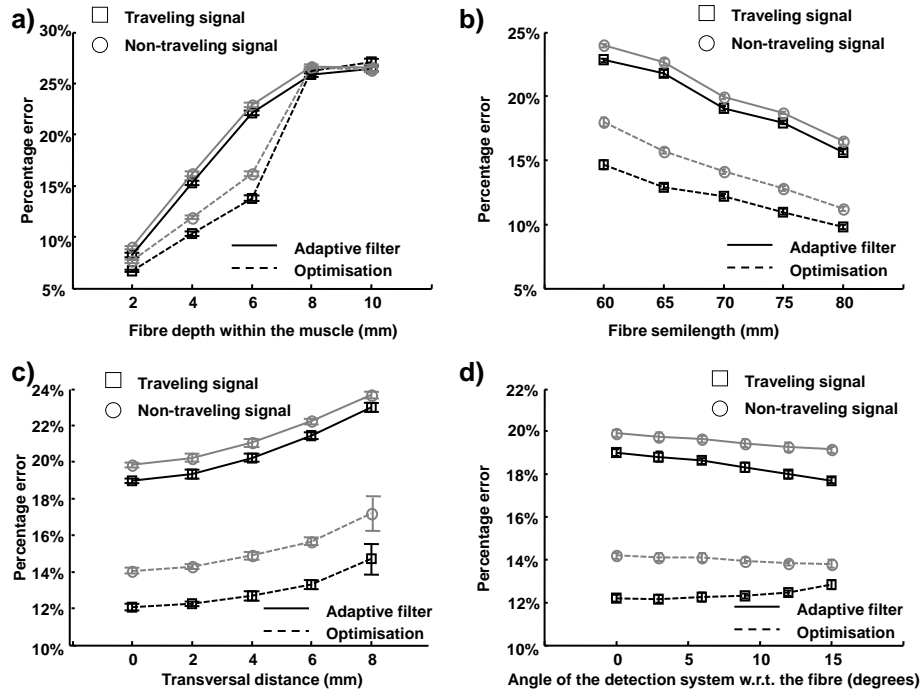 a)
Traveling signal
Non-traveling signal
30%
25%
20%
15%
10%
5%
Percentage error
Adaptive filter
Optimisation
2 4 6 8 10
Fibre depth within the muscle (mm)
b)
Traveling signal
Non-traveling signal
25%
20%
15%
10%
5%
Percentage error
Adaptive filter
Optimisation
60 65 70 75 80
Fibre semilength (mm)
c)
Traveling signal
Non-traveling signal
24%
22%
20%
18%
16%
14%
12%
10%
Percentage error
Adaptive filter
Optimisation
0 2 4 6 8
Transversal distance (mm)
d)
Traveling signal
Non-traveling signal
22%
20%
18%
16%
14%
12%
10%
Percentage error
Adaptive filter
Optimisation
0 5 10 15
Angle of the detection system w.r.t. the fibre (degrees)